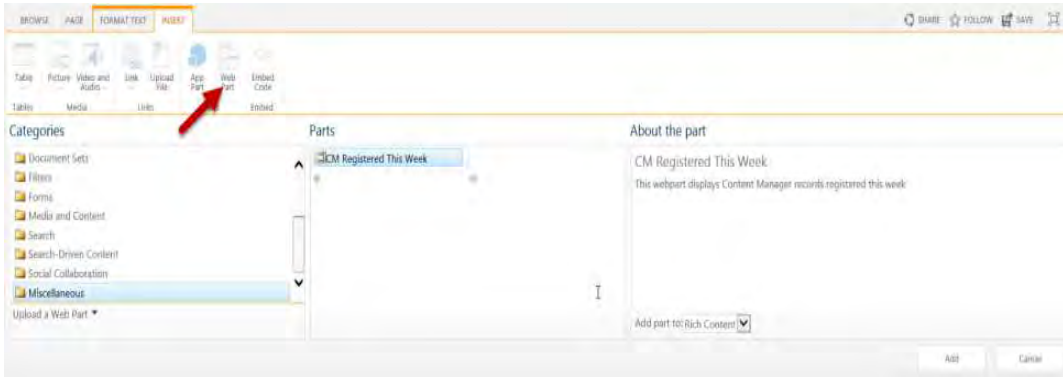 BROWSE PAGE FORMAT TEXT INSERT SHARE FOLLOW SAVE
Table Picture Video and Audio Link Upload File App Part Web Part Embed Code
Tables Media Links Embed
Categories Parts About the part
Document Sets
Filters
Forms
Media and Content
Search
Search-Driven Content
Social Collaboration
Miscellaneous
Upload a Web Part
CM Registered This Week
CM Registered This Week
This webpart displays Content Manager records registered this week
Add part to: Rich Content
Add Cancel